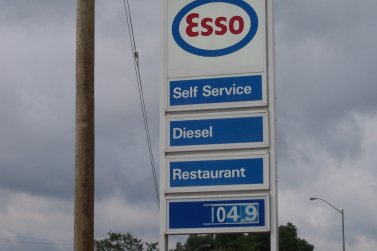 Esso
Self Service
Diesel
Restaurant
104.9